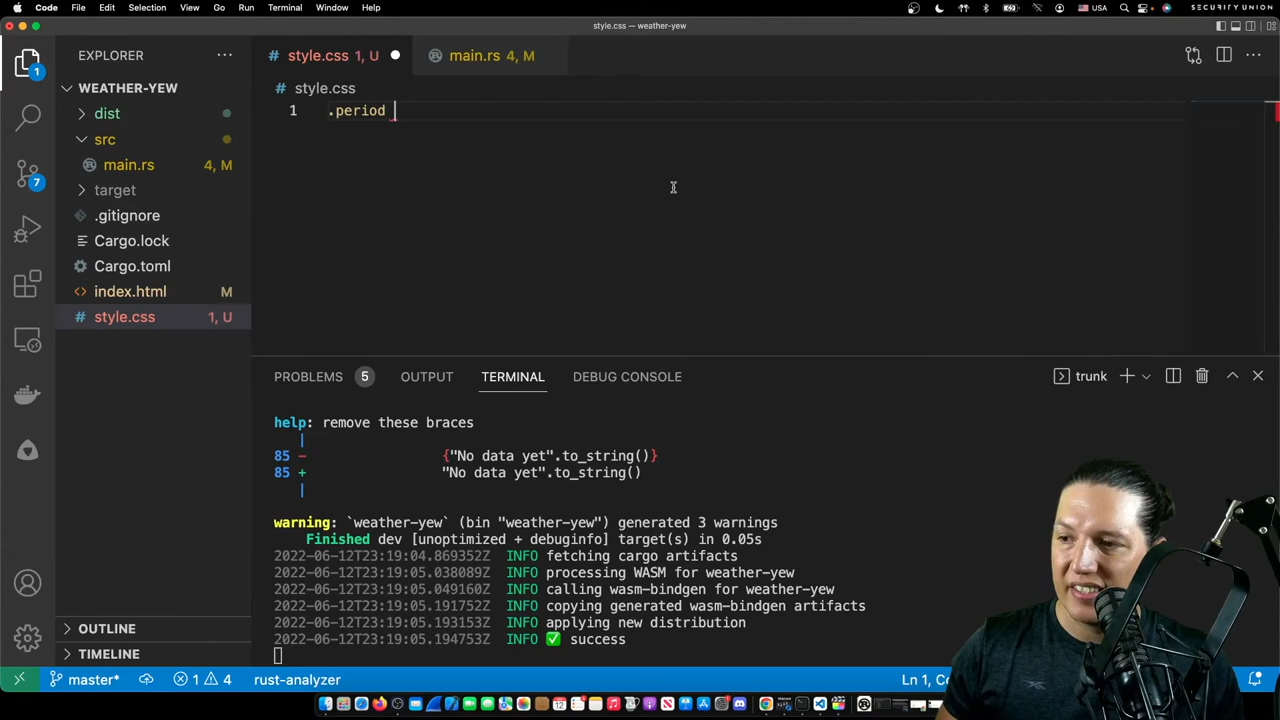 Code File Edit Selection View Go Run Terminal Window Help USA SECURITY UNION
style.css — weather-yew
EXPLORER
# style.css 1, U
main.rs 4, M
WEATHER-YEW
# style.css
dist
1 .period
src
main.rs 4, M
target
.gitignore
Cargo.lock
Cargo.toml
<> index.html M
# style.css 1, U
1
7
PROBLEMS 5 OUTPUT TERMINAL DEBUG CONSOLE trunk
help: remove these braces
|
85 - {"No data yet".to_string()}
85 + "No data yet".to_string()
|
warning: `weather-yew` (bin "weather-yew") generated 3 warnings
Finished dev [unoptimized + debuginfo] target(s) in 0.05s
2022-06-12T23:19:04.869352Z INFO fetching cargo artifacts
2022-06-12T23:19:05.038089Z INFO processing WASM for weather-yew
2022-06-12T23:19:05.049160Z INFO calling wasm-bindgen for weather-yew
2022-06-12T23:19:05.191752Z INFO copying generated wasm-bindgen artifacts
2022-06-12T23:19:05.193153Z INFO applying new distribution
2022-06-12T23:19:05.194753Z INFO ✅ success
OUTLINE
TIMELINE
master* 1 4 rust-analyzer Ln 1,